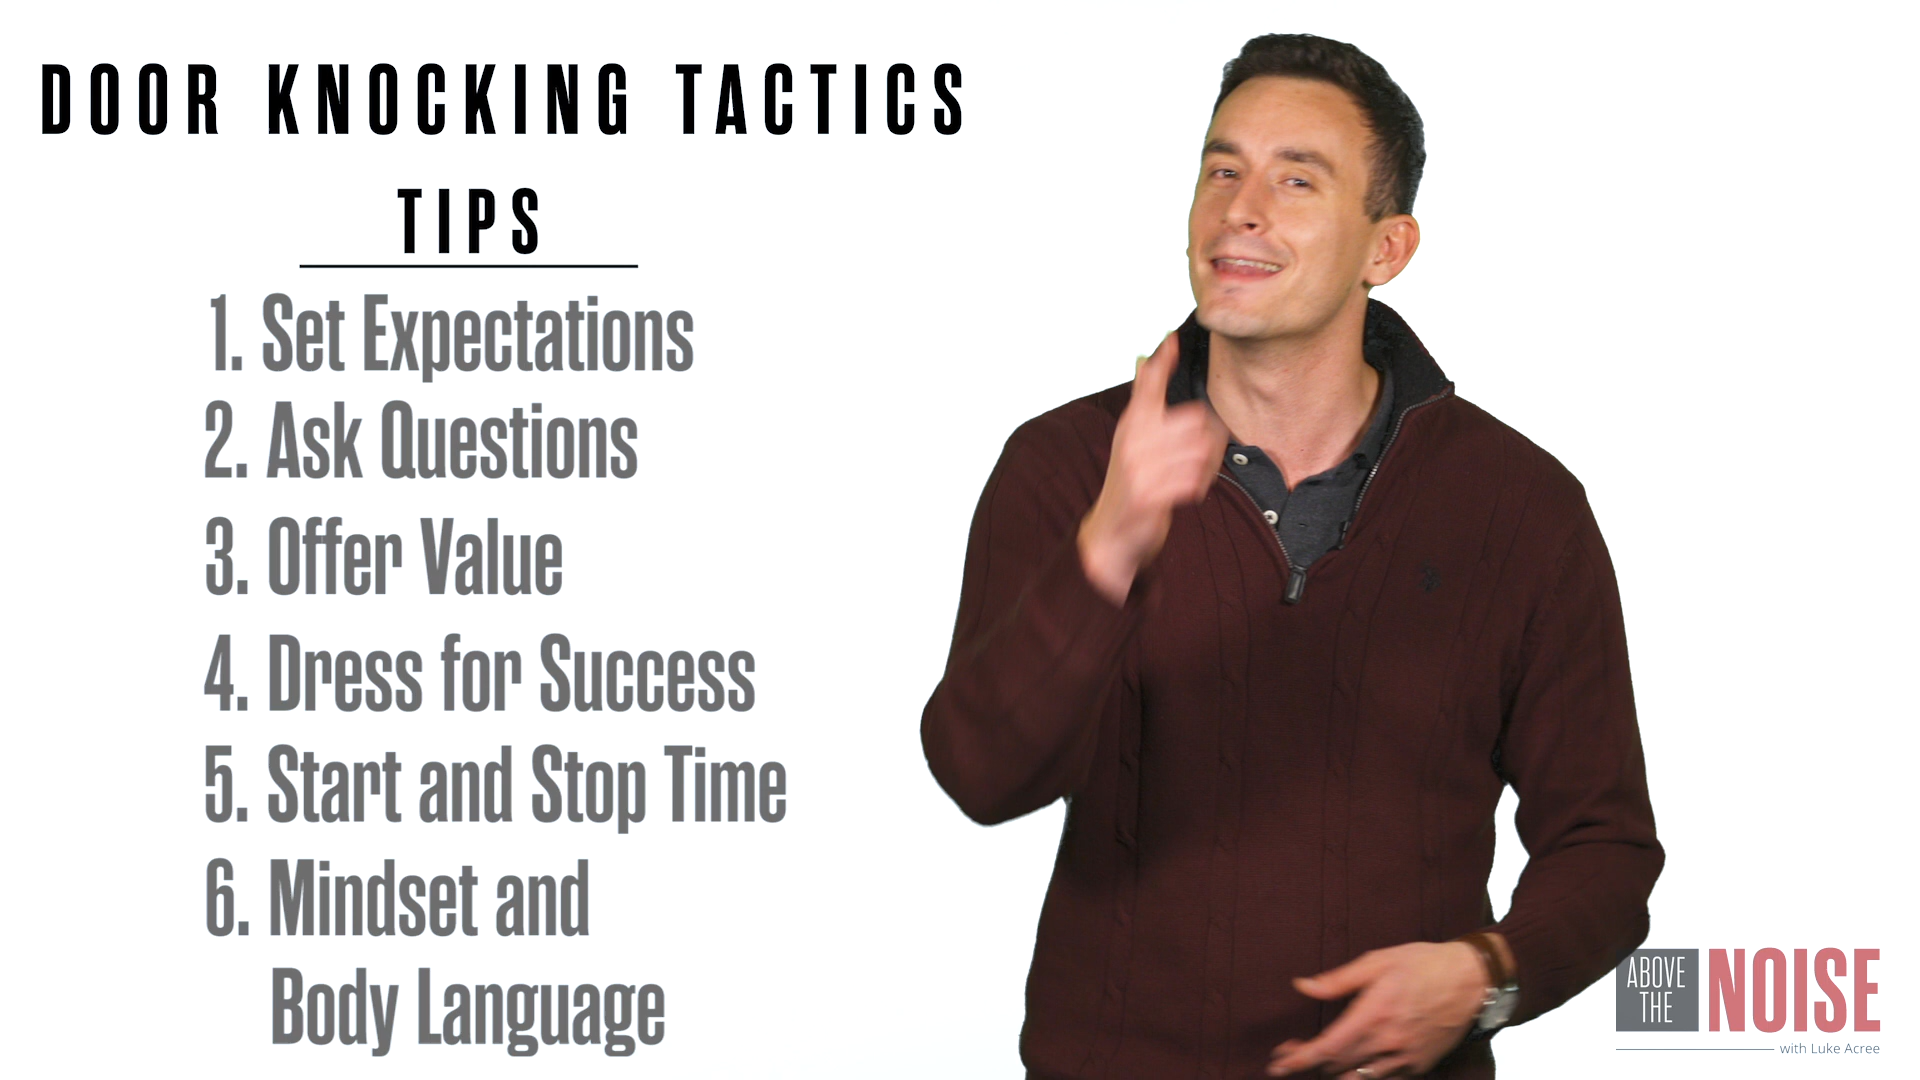 DOOR KNOCKING TACTICS
TIPS
1. Set Expectations
2. Ask Questions
3. Offer Value
4. Dress for Success
5. Start and Stop Time
6. Mindset and
Body Language
ABOVE
THE
NOISE
with Luke Acree